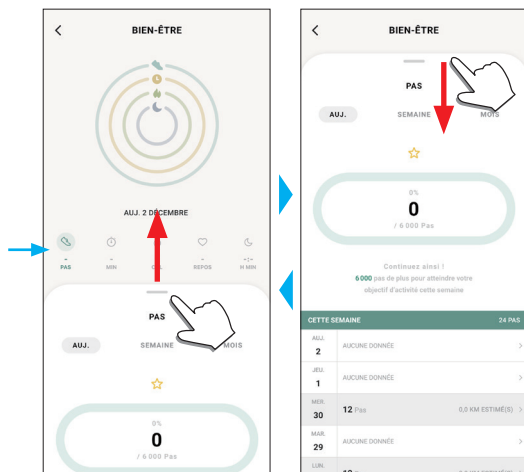 BIEN-ÊTRE
AUJ. 2 DÉCEMBRE
- - - - -:-
PAS MIN CAL REPOS H MIN
PAS
AUJ. SEMAINE MOIS
0%
0
/ 6 000 Pas
BIEN-ÊTRE
PAS
AUJ. SEMAINE MOIS
0%
0
/ 6 000 Pas
Continuez ainsi !
6 000 pas de plus pour atteindre votre
objectif d'activité cette semaine
CETTE SEMAINE 24 PAS
AUJ.
2 AUCUNE DONNÉE
JEU.
1 AUCUNE DONNÉE
MER.
30 12 Pas 0,0 KM ESTIMÉ(S)
MAR.
29 AUCUNE DONNÉE
LUN.